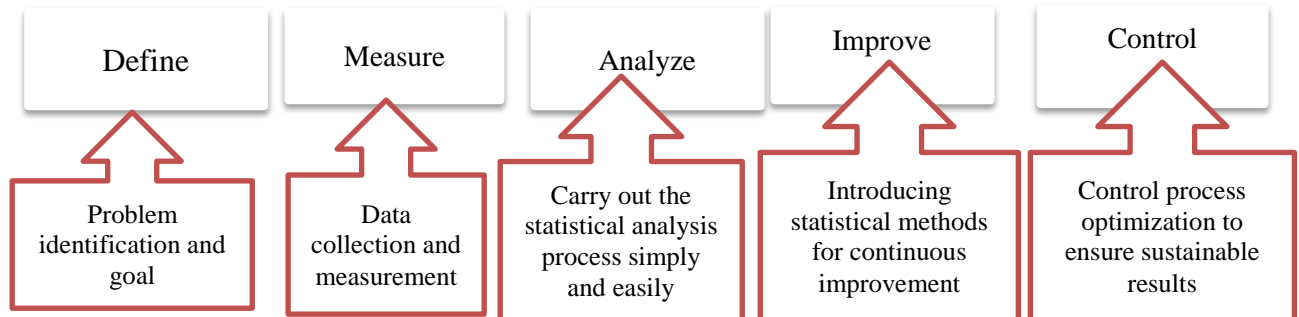 Define
Measure
Analyze
Improve
Control
Problem
identification and
goal
Data
collection and
measurement
Carry out the
statistical analysis
process simply
and easily
Introducing
statistical methods
for continuous
improvement
Control process
optimization to
ensure sustainable
results